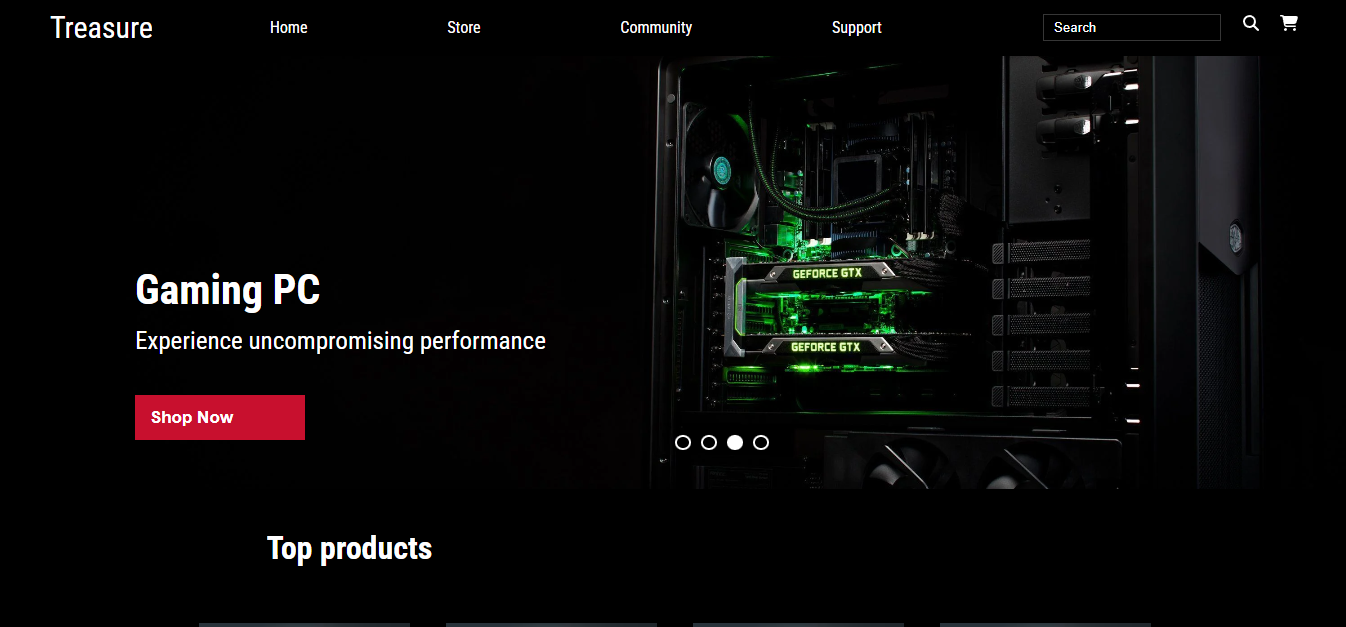 Treasure
Home
Store
Community
Support
Search
GEFORCE GTX
GEFORCE GTX
Gaming PC
Experience uncompromising performance
Shop Now
Top products